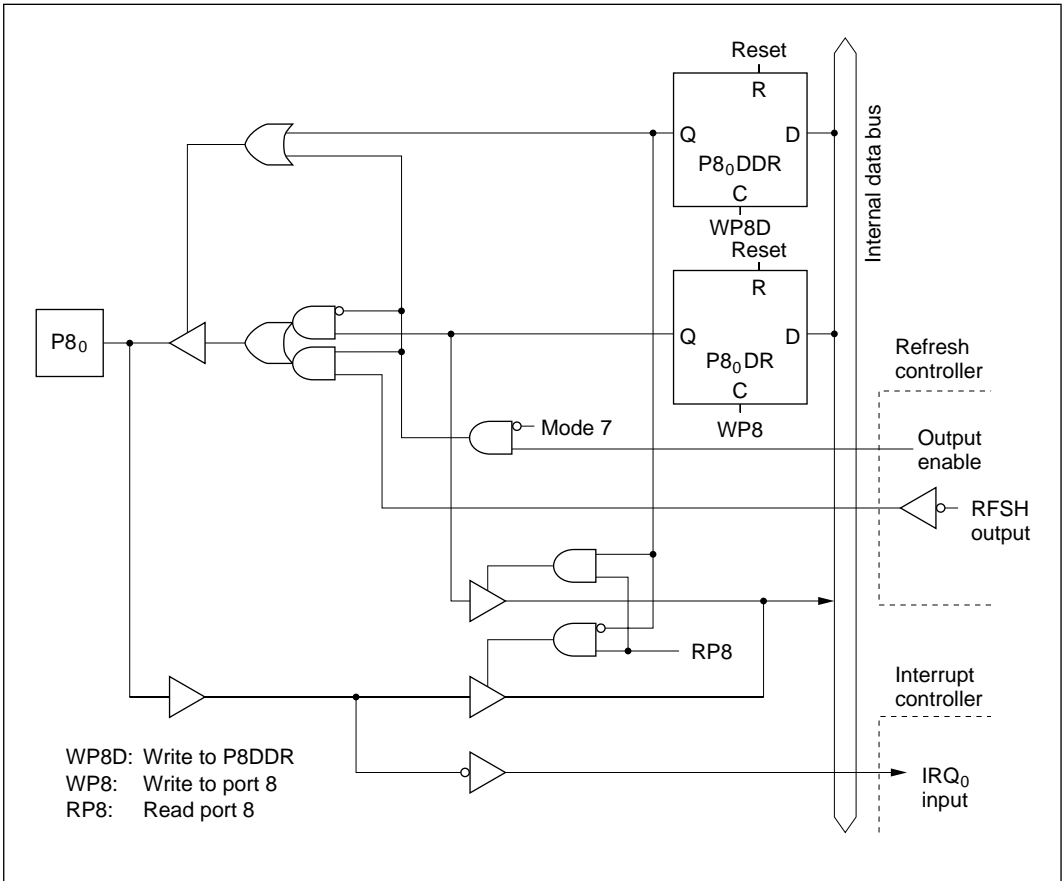 Reset
R
Q
D
P8₀DDR
C
WP8D
Reset
R
Q
D
P8₀DR
C
WP8
Internal data bus
P8₀
Mode 7
Refresh
controller
Output
enable
RFSH
output
RP8
Interrupt
controller
IRQ₀
input
WP8D: Write to P8DDR
WP8: Write to port 8
RP8: Read port 8